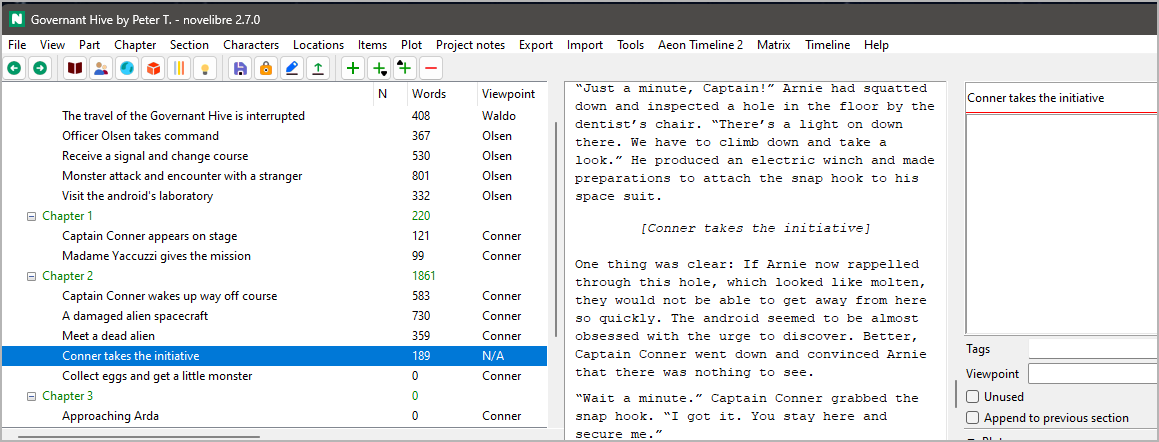 N Governant Hive by Peter T. - novelibre 2.7.0
File View Part Chapter Section Characters Locations Items Plot Project notes Export Import Tools Aeon Timeline 2 Matrix Timeline Help
N Words Viewpoint
The travel of the Governant Hive is interrupted 408 Waldo
Officer Olsen takes command 367 Olsen
Receive a signal and change course 530 Olsen
Monster attack and encounter with a stranger 801 Olsen
Visit the android's laboratory 332 Olsen
Chapter 1 220
Captain Conner appears on stage 121 Conner
Madame Yaccuzzi gives the mission 99 Conner
Chapter 2 1861
Captain Conner wakes up way off course 583 Conner
A damaged alien spacecraft 730 Conner
Meet a dead alien 359 Conner
Conner takes the initiative 189 N/A
Collect eggs and get a little monster 0 Conner
Chapter 3 0
Approaching Arda 0 Conner
“Just a minute, Captain!” Arnie had squatted
down and inspected a hole in the floor by the
dentist’s chair. “There’s a light on down
there. We have to climb down and take a
look.” He produced an electric winch and made
preparations to attach the snap hook to his
space suit.
[Conner takes the initiative]
One thing was clear: If Arnie now rappelled
through this hole, which looked like molten,
they would not be able to get away from here
so quickly. The android seemed to be almost
obsessed with the urge to discover. Better,
Captain Conner went down and convinced Arnie
that there was nothing to see.
“Wait a minute.” Captain Conner grabbed the
snap hook. “I got it. You stay here and
secure me.”
Conner takes the initiative
Tags
Viewpoint
Unused
Append to previous section